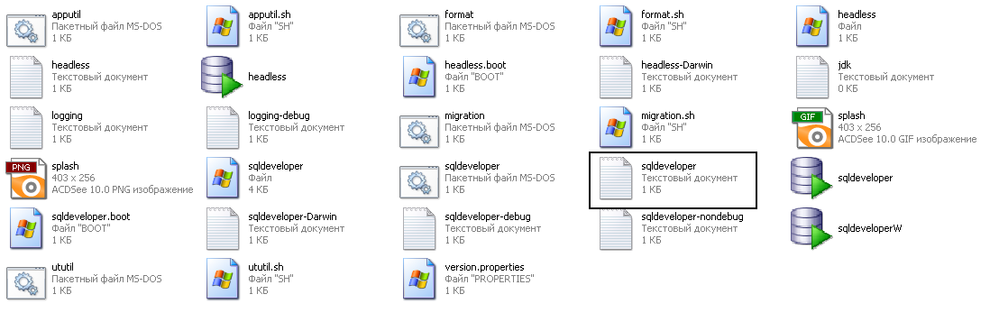 apputil
Пакетный файл MS-DOS
1 КБ
apputil.sh
Файл "SH"
1 КБ
format
Пакетный файл MS-DOS
1 КБ
format.sh
Файл "SH"
1 КБ
headless
Файл
1 КБ
headless
Текстовый документ
1 КБ
headless
headless.boot
Файл "BOOT"
1 КБ
headless-Darwin
Текстовый документ
1 КБ
jdk
Текстовый документ
0 КБ
logging
Текстовый документ
1 КБ
logging-debug
Текстовый документ
1 КБ
migration
Пакетный файл MS-DOS
1 КБ
migration.sh
Файл "SH"
1 КБ
GIF
splash
403 x 256
ACDSee 10.0 GIF изображение
PNG
splash
403 x 256
ACDSee 10.0 PNG изображение
sqldeveloper
Файл
4 КБ
sqldeveloper
Пакетный файл MS-DOS
1 КБ
sqldeveloper
Текстовый документ
1 КБ
sqldeveloper
sqldeveloper.boot
Файл "BOOT"
1 КБ
sqldeveloper-Darwin
Текстовый документ
1 КБ
sqldeveloper-debug
Текстовый документ
1 КБ
sqldeveloper-nondebug
Текстовый документ
1 КБ
sqldeveloperW
ututil
Пакетный файл MS-DOS
1 КБ
ututil.sh
Файл "SH"
1 КБ
version.properties
Файл "PROPERTIES"
1 КБ